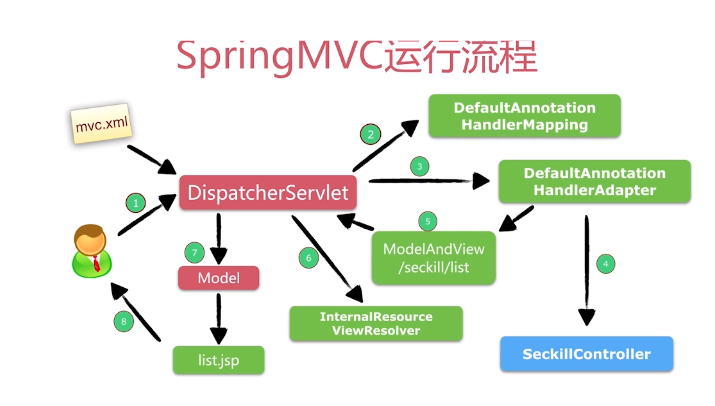 SpringMVC运行流程
mvc.xml
DefaultAnnotation
HandlerMapping
2
3
DefaultAnnotation
HandlerAdapter
DispatcherServlet
1
5
ModelAndView
/seckill/list
7
6
4
Model
InternalResource
ViewResolver
8
list.jsp
SeckillController